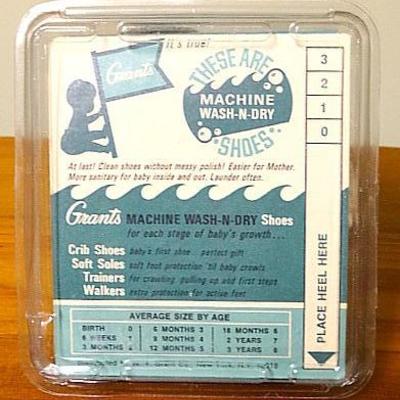 It's true!
Grants
THESE ARE
MACHINE
WASH-N-DRY
SHOES
3
2
1
0
At last! Clean shoes without messy polish! Easier for Mother.
More sanitary for baby inside and out. Launder often.
Grants MACHINE WASH-N-DRY Shoes
for each stage of baby's growth...
Crib Shoes baby's first shoe... perfect gift
Soft Soles soft foot protection 'til baby crawls
Trainers for crawling, pulling up and first steps
Walkers extra protection for active feet
PLACE HEEL HERE
AVERAGE SIZE BY AGE
BIRTH 0 6 MONTHS 3 18 MONTHS 6
6 WEEKS 1 9 MONTHS 4 2 YEARS 7
3 MONTHS 2 12 MONTHS 5 3 YEARS 8
Grant Co., New York, N.Y.